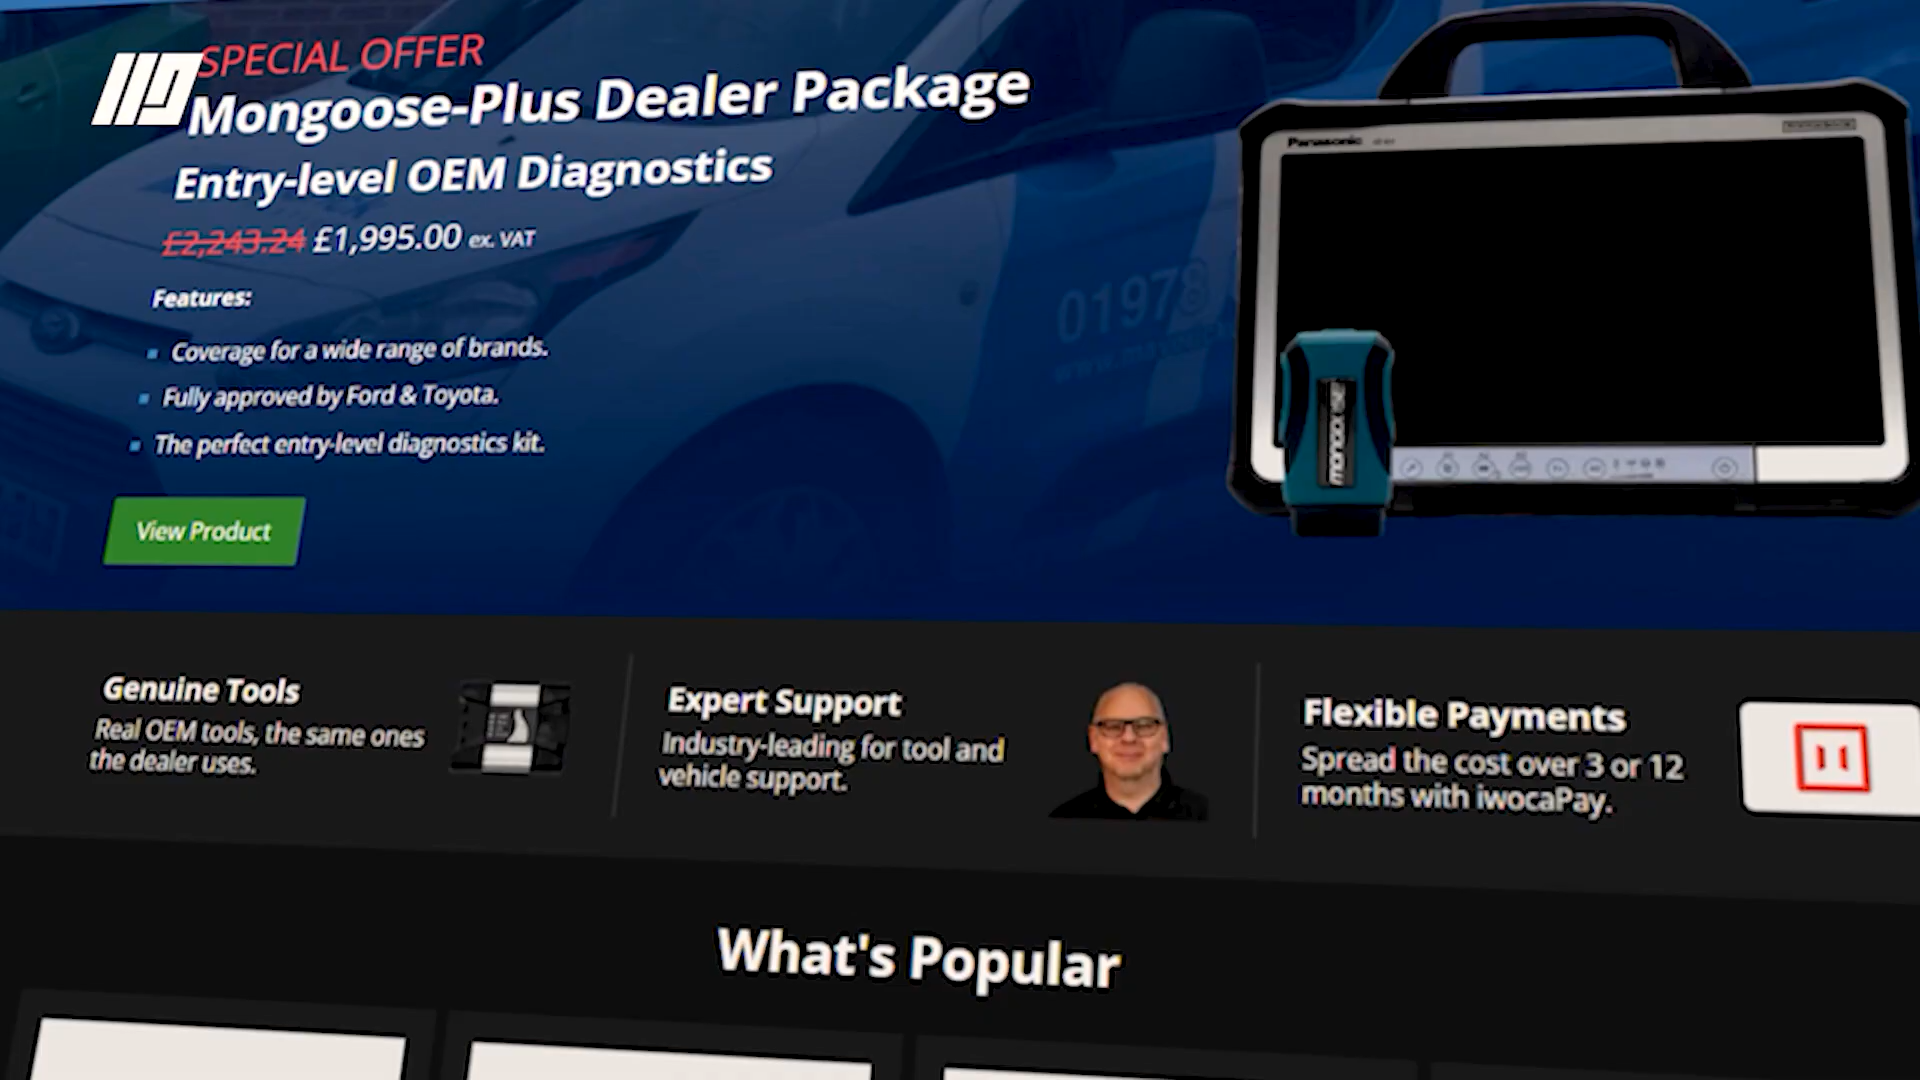 SPECIAL OFFER
Mongoose-Plus Dealer Package
Entry-level OEM Diagnostics
£2,243.24 £1,995.00 ex. VAT
Features:
Coverage for a wide range of brands.
Fully approved by Ford & Toyota.
The perfect entry-level diagnostics kit.
View Product
Panasonic
01978
Genuine Tools
Real OEM tools, the same ones
the dealer uses.
Expert Support
Industry-leading for tool and
vehicle support.
Flexible Payments
Spread the cost over 3 or 12
months with iwocaPay.
What's Popular